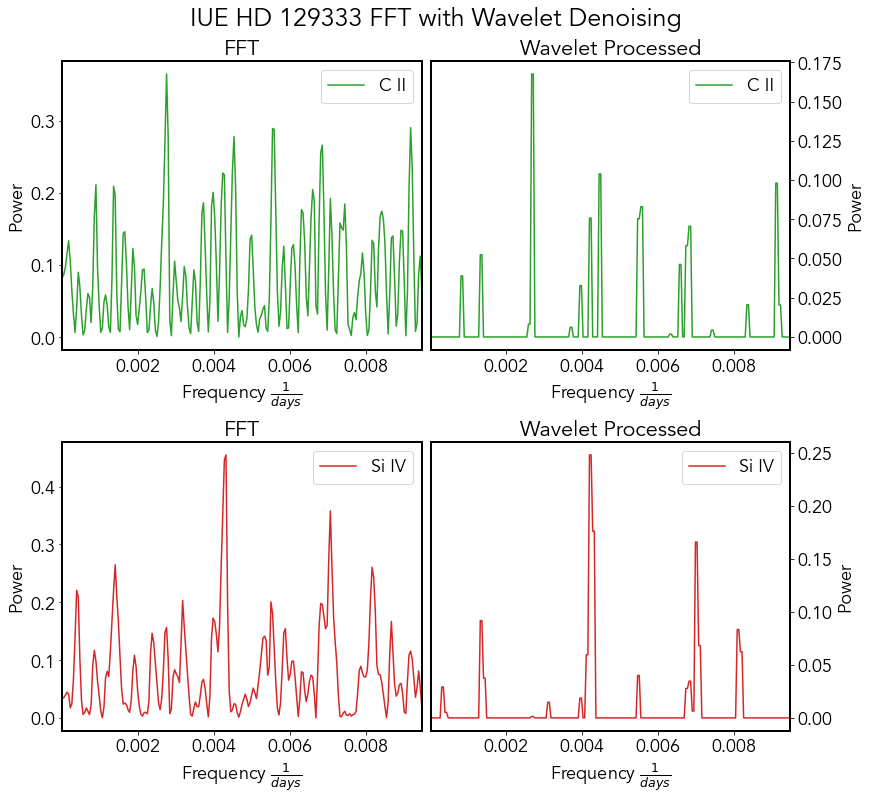 IUE HD 129333 FFT with Wavelet Denoising
FFT
Wavelet Processed
C II
C II
0.3
0.2
0.1
0.0
Power
0.175
0.150
0.125
0.100
0.075
0.050
0.025
0.000
Power
0.002 0.004 0.006 0.008
0.002 0.004 0.006 0.008
Frequency 1/days
Frequency 1/days
FFT
Wavelet Processed
Si IV
Si IV
0.4
0.3
0.2
0.1
0.0
Power
0.25
0.20
0.15
0.10
0.05
0.00
Power
0.002 0.004 0.006 0.008
0.002 0.004 0.006 0.008
Frequency 1/days
Frequency 1/days